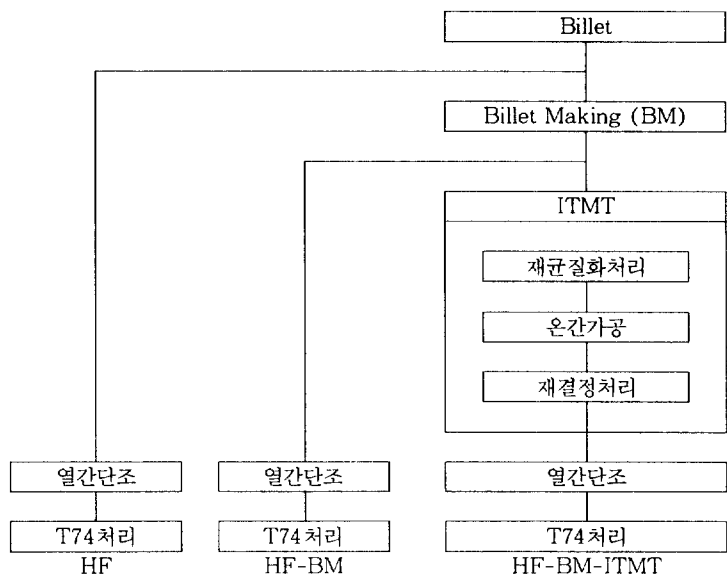 Billet
Billet Making (BM)
ITMT
재균질화처리
온간가공
재결정처리
열간단조 열간단조 열간단조
T74처리 T74처리 T74처리
HF HF-BM HF-BM-ITMT